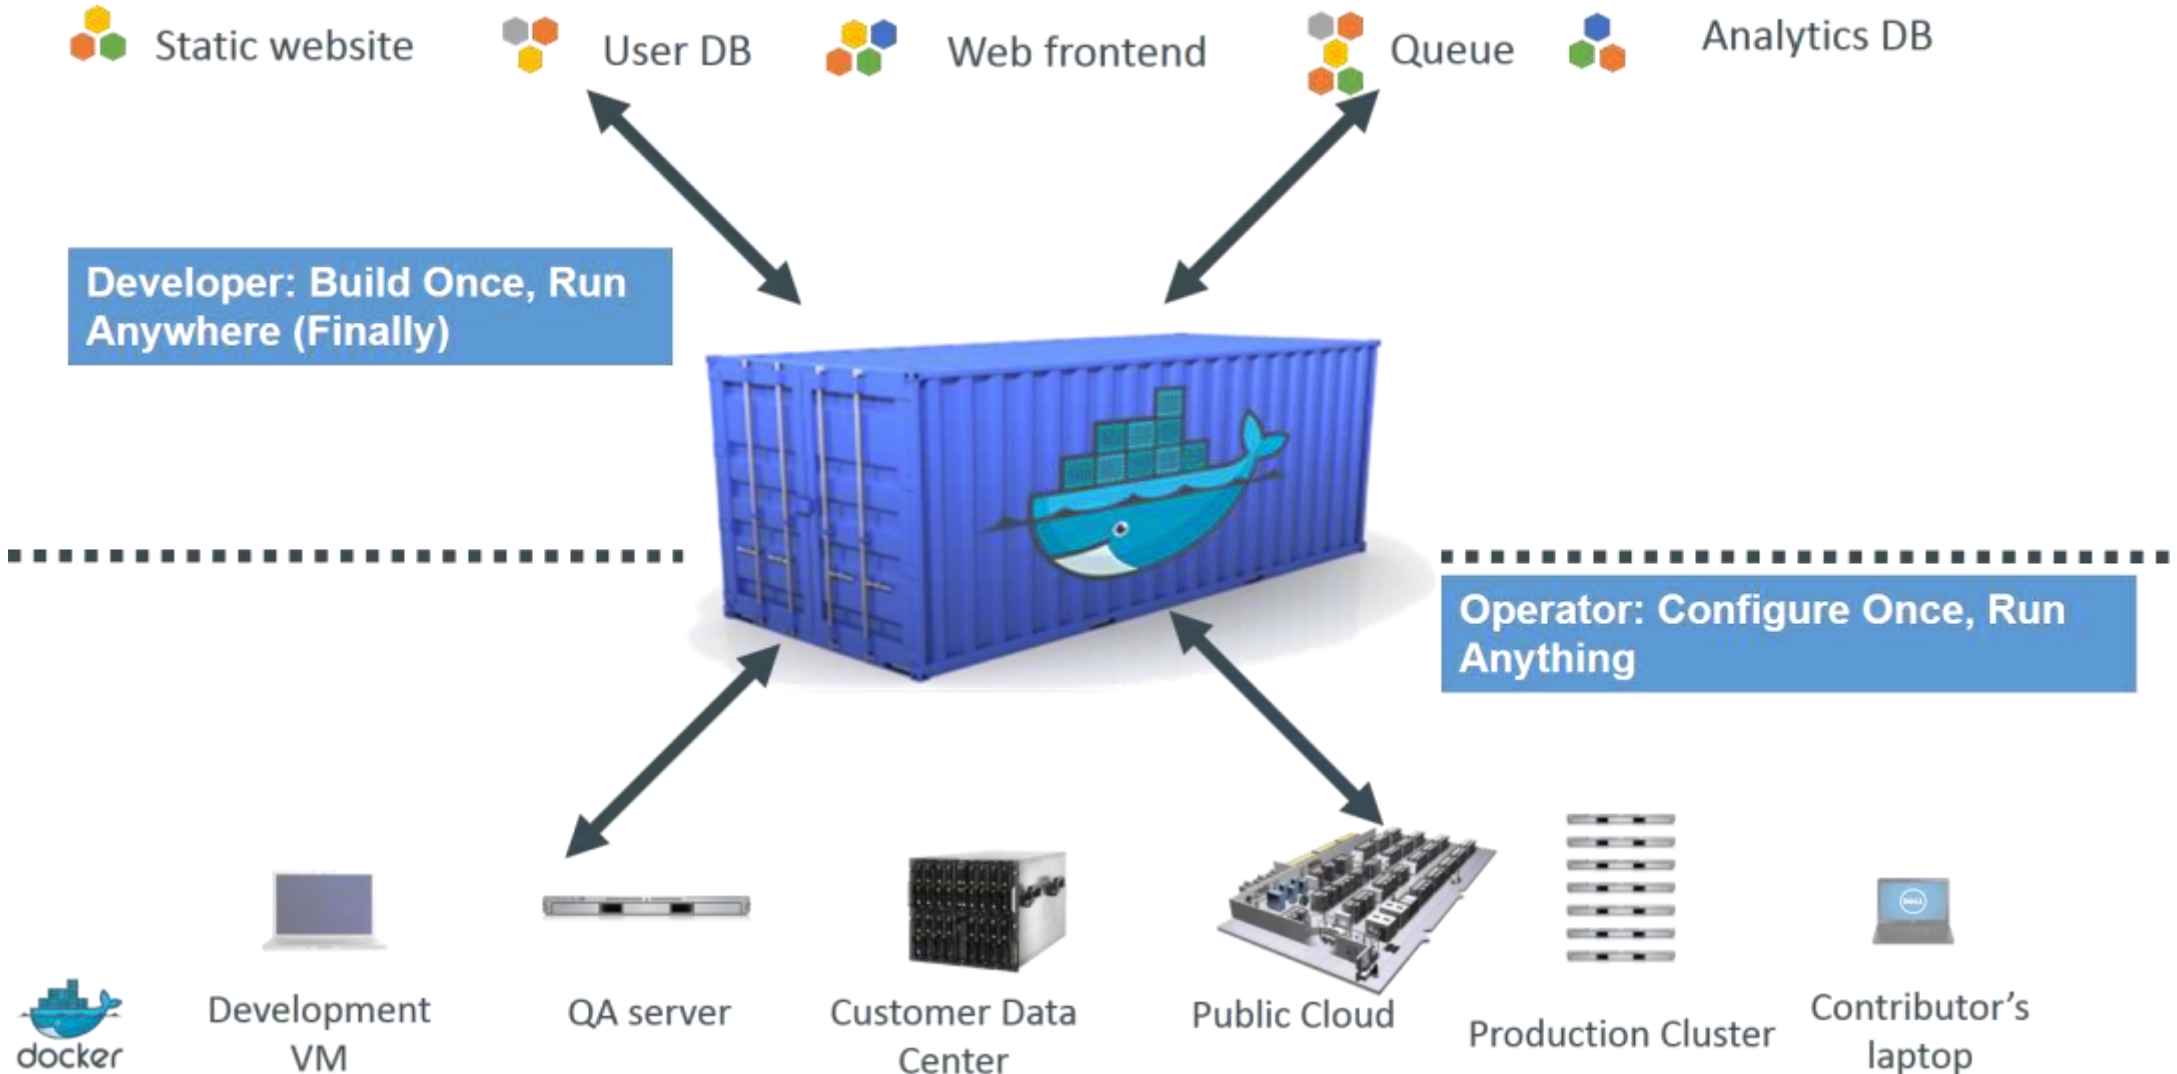 Static website
User DB
Web frontend
Queue
Analytics DB
Developer: Build Once, Run
Anywhere (Finally)
Operator: Configure Once, Run
Anything
DELL
Development
VM
QA server
Customer Data
Center
Public Cloud
Production Cluster
Contributor’s
laptop
docker